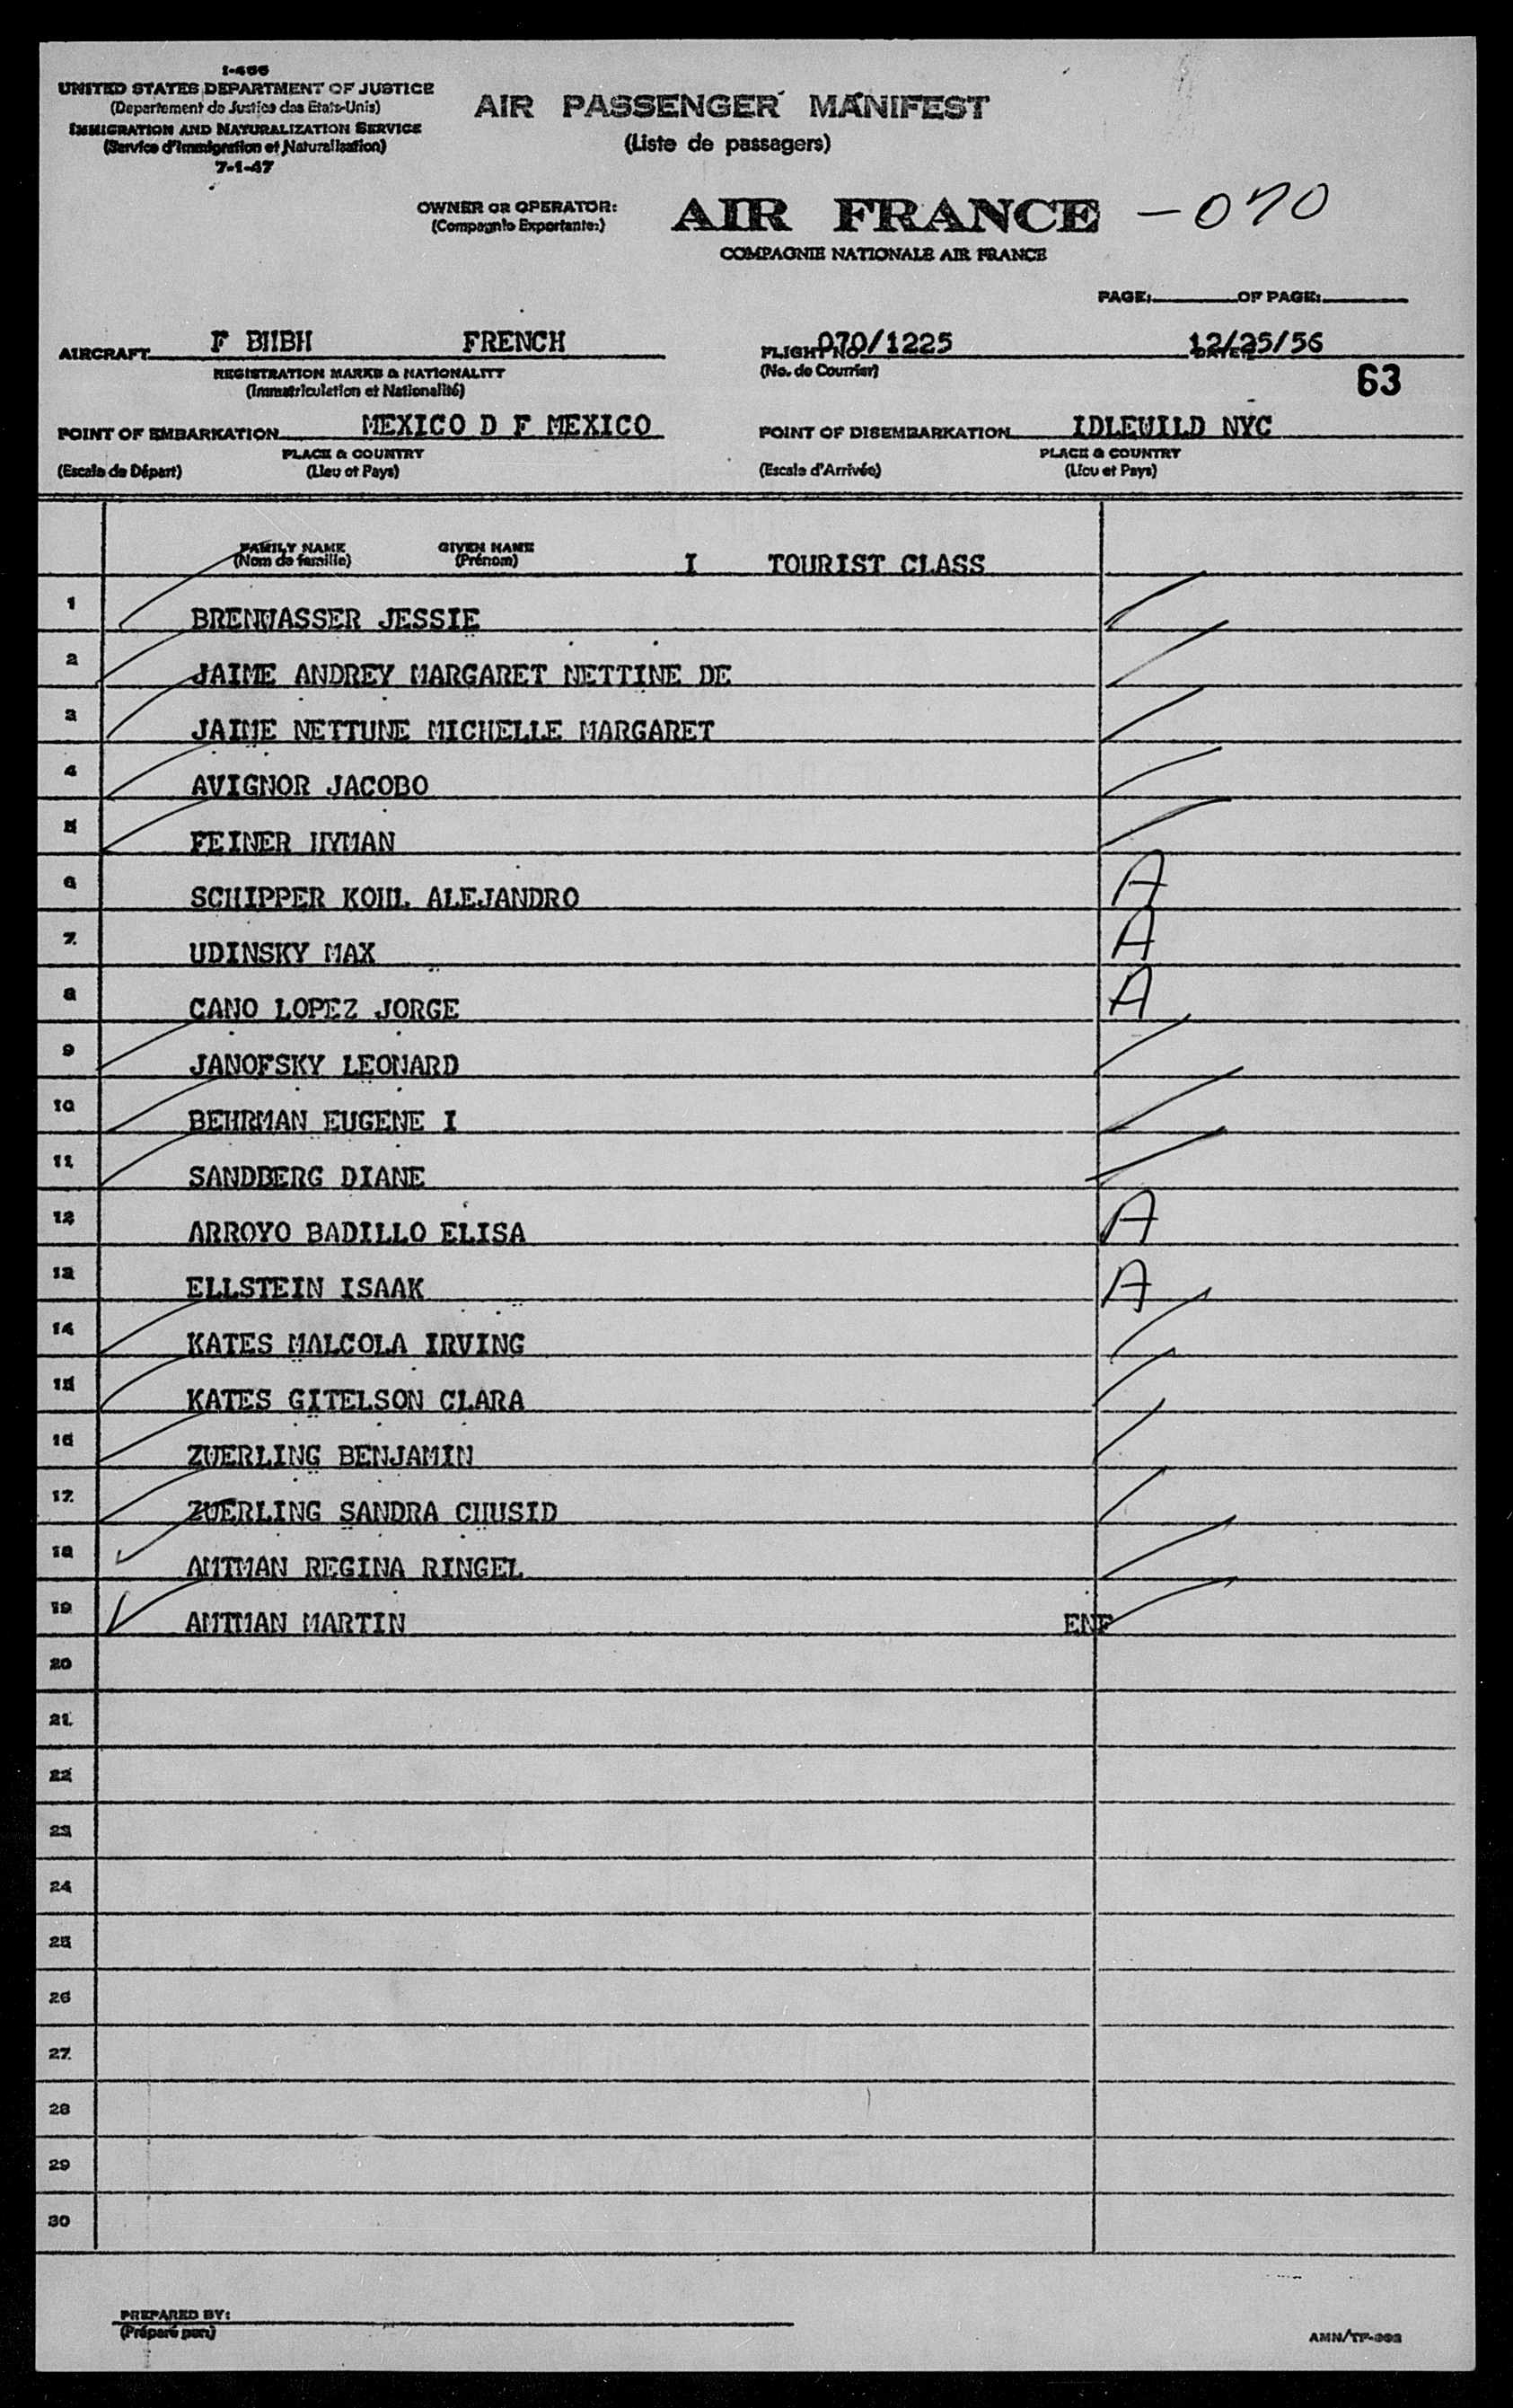 I-466
UNITED STATES DEPARTMENT OF JUSTICE
(Departement de Justice des Etats-Unis)
IMMIGRATION AND NATURALIZATION SERVICE
(Service d'Immigration et Naturalisation)
7-1-47
AIR PASSENGER MANIFEST
(Liste de passagers)
OWNER OR OPERATOR:
(Compagnie Exportante:)
AIR FRANCE -070
COMPAGNIE NATIONALE AIR FRANCE
PAGE: OF PAGE:
AIRCRAFT F BHBH FRENCH FLIGHT NO. 070/1225 DATE: 12/25/56
REGISTRATION MARKS & NATIONALITY
(Immatriculation et Nationalité)
(No. de Courrier)
63
POINT OF EMBARKATION MEXICO D F MEXICO POINT OF DISEMBARKATION IDLEWILD NYC
PLACE & COUNTRY PLACE & COUNTRY
(Escale de Départ) (Lieu et Pays) (Escale d'Arrivée) (Lieu et Pays)
FAMILY NAME GIVEN NAME
(Nom de famille) (Prénom) I TOURIST CLASS
1 BRENWASSER JESSIE
2 JAIME ANDREY MARGARET NETTINE DE
3 JAIME NETTUNE MICHELLE MARGARET
4 AVIGNOR JACOBO
5 FEINER HYMAN
6 SCHIPPER KOHL ALEJANDRO A
7 UDINSKY MAX A
8 CANO LOPEZ JORGE A
9 JANOFSKY LEONARD
10 BEHRMAN EUGENE I
11 SANDBERG DIANE
12 ARROYO BADILLO ELISA A
13 ELLSTEIN ISAAK A
14 KATES MALCOLA IRVING
15 KATES GITELSON CLARA
16 ZWERLING BENJAMIN
17 ZWERLING SANDRA CHUSID
18 AMTMAN REGINA RINGEL
19 AMTMAN MARTIN ENF
20
21
22
23
24
25
26
27
28
29
30
PREPARED BY:
(Préparé par:)